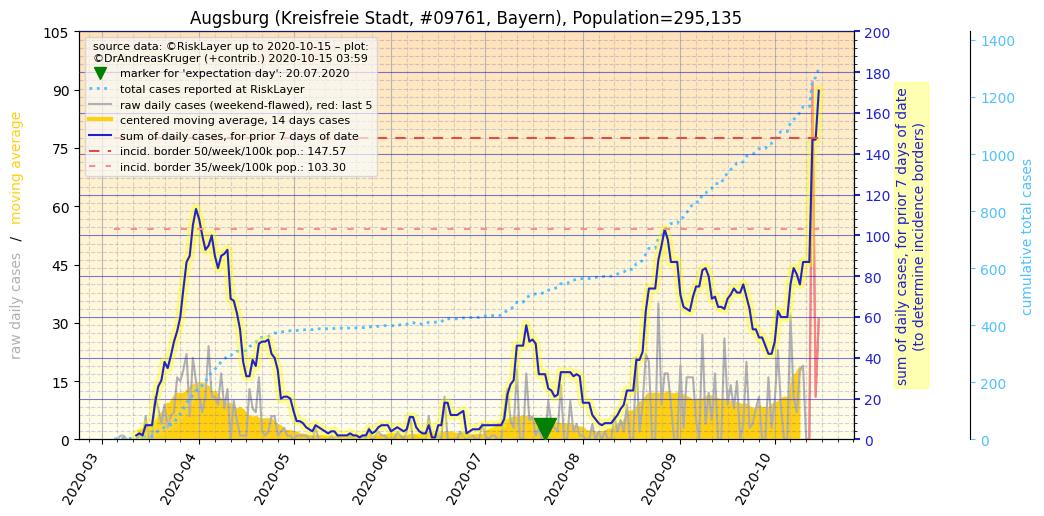 Augsburg (Kreisfreie Stadt, #09761, Bayern), Population=295,135
source data: ©RiskLayer up to 2020-10-15 – plot:
©DrAndreasKruger (+contrib.) 2020-10-15 03:59
marker for 'expectation day': 20.07.2020
total cases reported at RiskLayer
raw daily cases (weekend-flawed), red: last 5
centered moving average, 14 days cases
sum of daily cases, for prior 7 days of date
incid. border 50/week/100k pop.: 147.57
incid. border 35/week/100k pop.: 103.30
raw daily cases / moving average
105
90
75
60
45
30
15
0
2020-03
2020-04
2020-05
2020-06
2020-07
2020-08
2020-09
2020-10
200
180
160
140
120
100
80
60
40
20
0
sum of daily cases, for prior 7 days of date
(to determine incidence borders)
1400
1200
1000
800
600
400
200
0
cumulative total cases